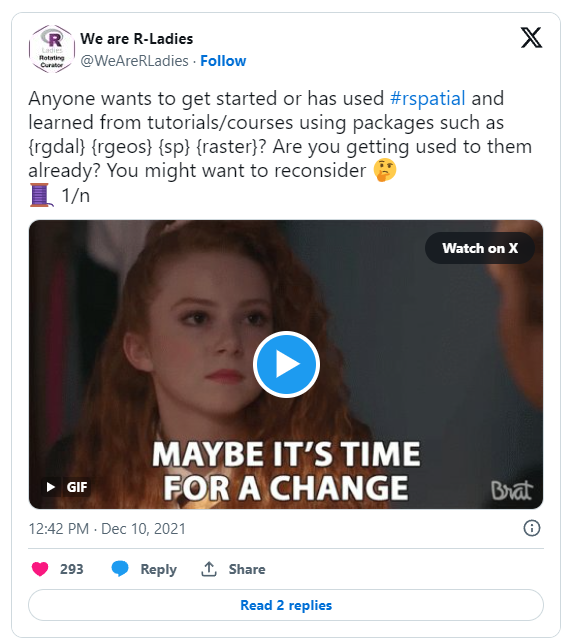 R
Ladies
Rotating
Curator
We are R-Ladies
@WeAreRLadies · Follow
X
Anyone wants to get started or has used #rspatial and
learned from tutorials/courses using packages such as
{rgdal} {rgeos} {sp} {raster}? Are you getting used to them
already? You might want to reconsider 🤔
🧵 1/n
Watch on X
MAYBE IT'S TIME
FOR A CHANGE
GIF
Brat
12:42 PM · Dec 10, 2021
293 Reply Share
Read 2 replies